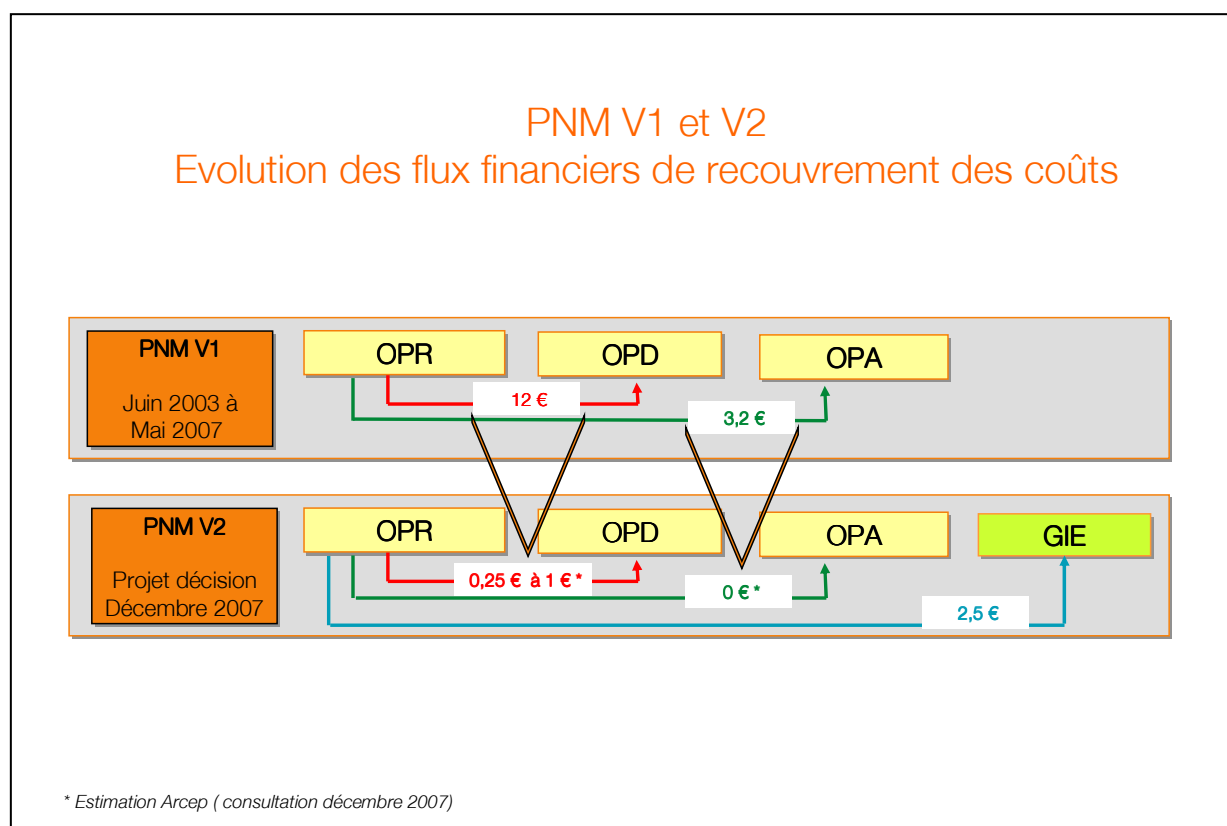 PNM V1 et V2
Evolution des flux financiers de recouvrement des coûts
PNM V1
Juin 2003 à
Mai 2007
OPR
OPD
OPA
12 €
3,2 €
PNM V2
Projet décision
Décembre 2007
OPR
OPD
OPA
GIE
0,25 € à 1 € *
0 € *
2,5 €
* Estimation Arcep ( consultation décembre 2007)